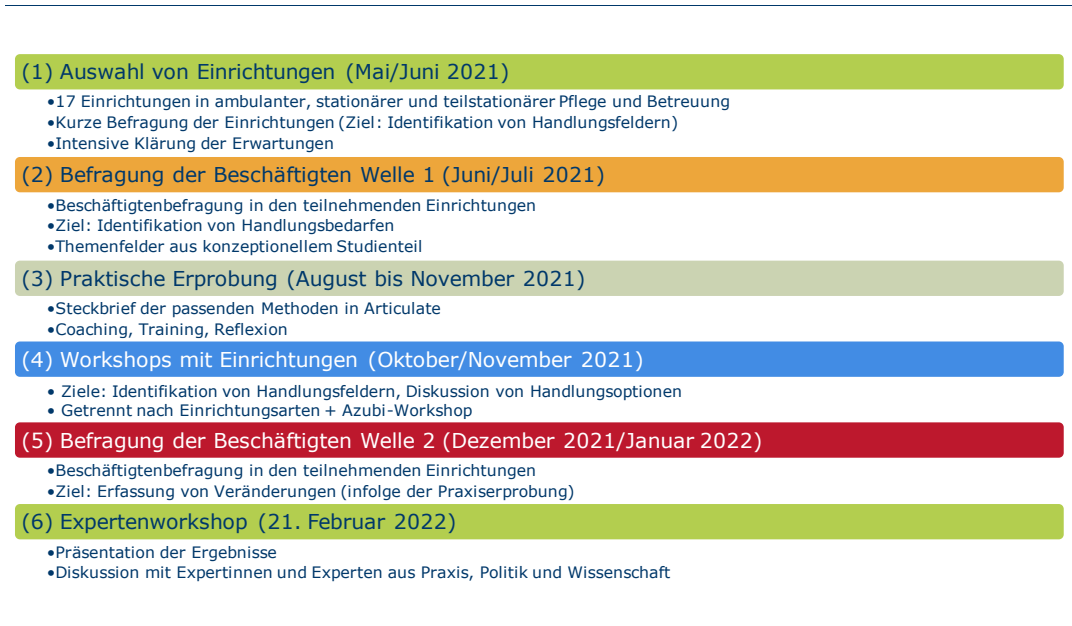 (1) Auswahl von Einrichtungen (Mai/Juni 2021)
•17 Einrichtungen in ambulanter, stationärer und teilstationärer Pflege und Betreuung
•Kurze Befragung der Einrichtungen (Ziel: Identifikation von Handlungsfeldern)
•Intensive Klärung der Erwartungen
(2) Befragung der Beschäftigten Welle 1 (Juni/Juli 2021)
•Beschäftigtenbefragung in den teilnehmenden Einrichtungen
•Ziel: Identifikation von Handlungsbedarfen
•Themenfelder aus konzeptionellem Studienteil
(3) Praktische Erprobung (August bis November 2021)
•Steckbrief der passenden Methoden in Articulate
•Coaching, Training, Reflexion
(4) Workshops mit Einrichtungen (Oktober/November 2021)
• Ziele: Identifikation von Handlungsfeldern, Diskussion von Handlungsoptionen
• Getrennt nach Einrichtungsarten + Azubi-Workshop
(5) Befragung der Beschäftigten Welle 2 (Dezember 2021/Januar 2022)
•Beschäftigtenbefragung in den teilnehmenden Einrichtungen
•Ziel: Erfassung von Veränderungen (infolge der Praxiserprobung)
(6) Expertenworkshop (21. Februar 2022)
•Präsentation der Ergebnisse
•Diskussion mit Expertinnen und Experten aus Praxis, Politik und Wissenschaft